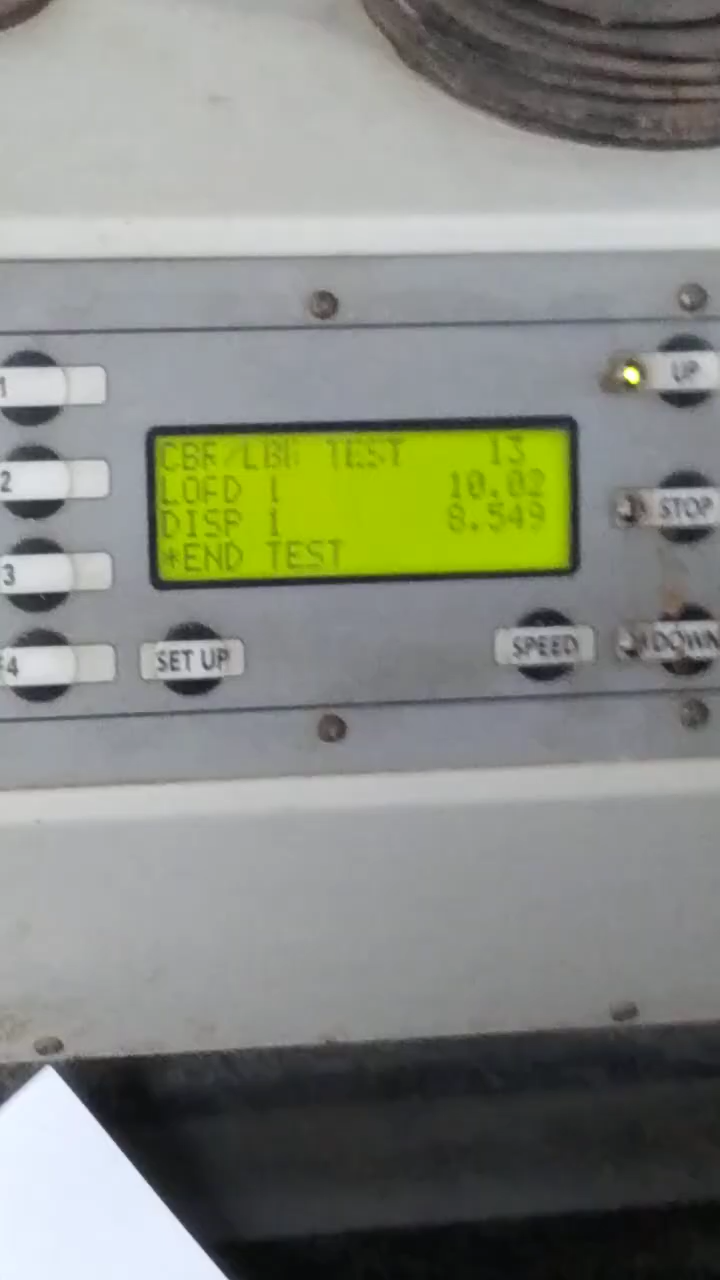 CBR/LBR TEST 13
LOAD 1 10.02
DISP 1 8.549
*END TEST
1
2
3
4
SET UP
SPEED
UP
STOP
DOWN